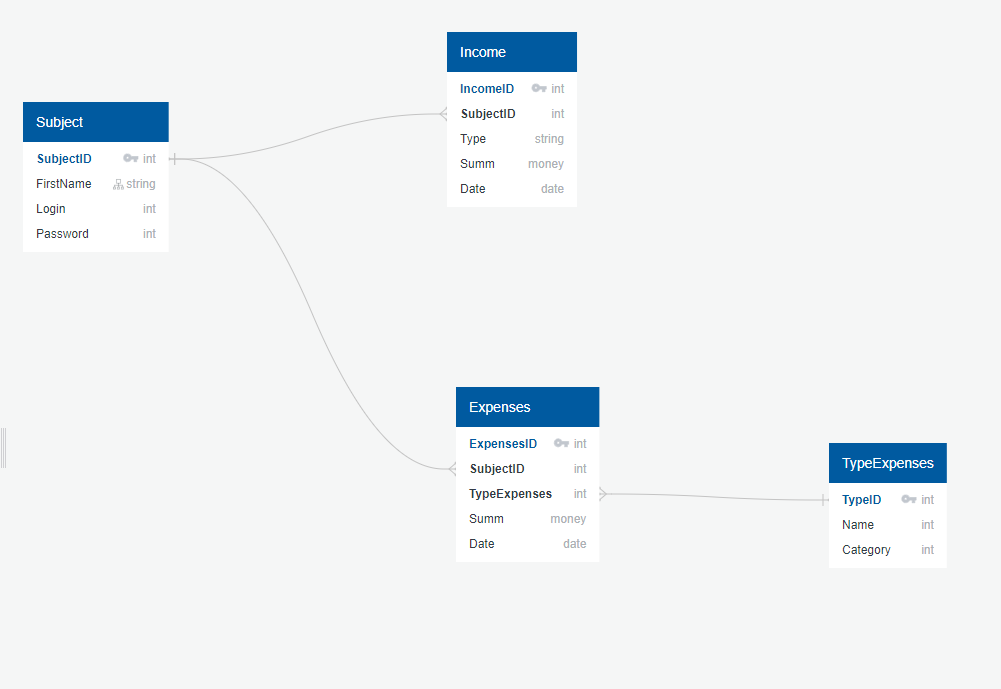 Subject
SubjectID int
FirstName string
Login int
Password int
Income
IncomeID int
SubjectID int
Type string
Summ money
Date date
Expenses
ExpensesID int
SubjectID int
TypeExpenses int
Summ money
Date date
TypeExpenses
TypeID int
Name int
Category int